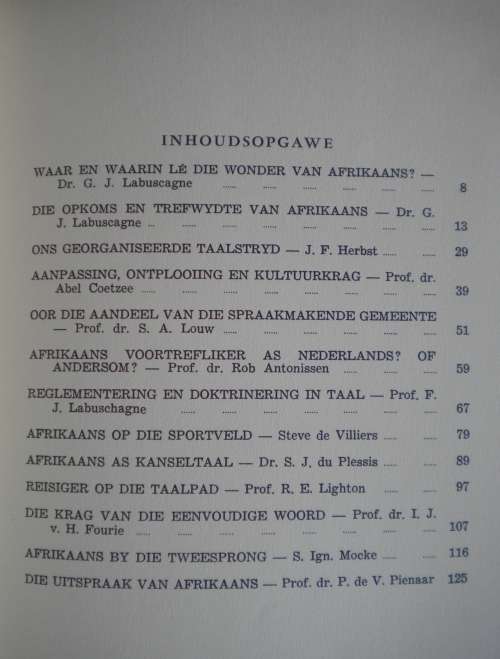 INHOUDSOPGAWE
WAAR EN WAARIN LÊ DIE WONDER VAN AFRIKAANS? —
Dr. G. J. Labuscagne ...... ...... ...... ...... ...... ...... 8
DIE OPKOMS EN TREFWYDTE VAN AFRIKAANS — Dr. G.
J. Labuscagne ... ...... ...... ...... ...... ...... ...... 13
ONS GEORGANISEERDE TAALSTRYD — J. F. Herbst ...... ...... 29
AANPASSING, ONTPLOOIING EN KULTUURKRAG — Prof. dr.
Abel Coetzee ...... ...... ...... ...... ...... ...... ...... 39
OOR DIE AANDEEL VAN DIE SPRAAKMAKENDE GEMEENTE
— Prof. dr. S. A. Louw ...... ...... ...... ...... ...... 51
AFRIKAANS VOORTREFLIKER AS NEDERLANDS? OF
ANDERSOM? — Prof. dr. Rob Antonissen ...... ...... ...... 59
REGLEMENTERING EN DOKTRINERING IN TAAL — Prof. F.
J. Labuschagne ...... ...... ...... ...... ...... ...... 67
AFRIKAANS OP DIE SPORTVELD — Steve de Villiers ...... ...... 79
AFRIKAANS AS KANSELTAAL — Dr. S. J. du Plessis ...... ...... 89
REISIGER OP DIE TAALPAD — Prof. R. E. Lighton ...... ...... 97
DIE KRAG VAN DIE EENVOUDIGE WOORD — Prof. dr. I. J.
v. H. Fourie ...... ...... ...... ...... ...... ...... ...... 107
AFRIKAANS BY DIE TWEESPRONG — S. Ign. Mocke ...... ...... 116
DIE UITSPRAAK VAN AFRIKAANS — Prof. dr. P. de V. Pienaar 125